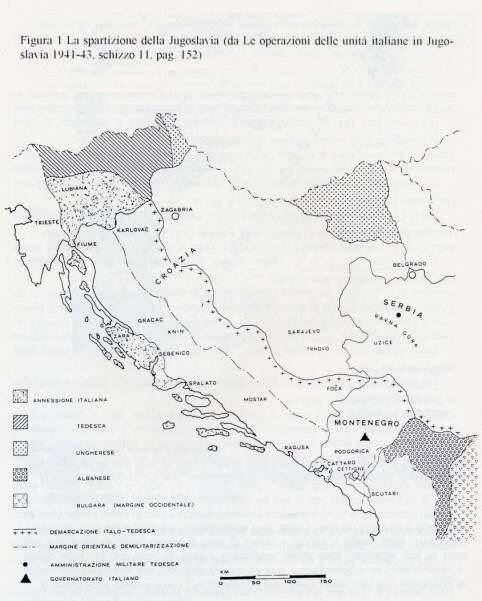 Figura 1 La spartizione della Jugoslavia (da Le operazioni delle unità italiane in Jugo-
slavia 1941-43, schizzo 11, pag. 152)
LUBIANA
TRIESTE
ZAGABRIA
KARLOVAC
FIUME
CROAZIA
BELGRADO
SERBIA
RAVNA GORA
UZICE
GRACAC
ZARA
KNIN
SARAJEVO
TRNOVO
SEBENICO
SPALATO
FOCA
MOSTAR
MONTENEGRO
RAGUSA
PODGORICA
CATTARO
CETTIGNE
SCUTARI
ANNESSIONE ITALIANA
TEDESCA
UNGHERESE
ALBANESE
BULGARA (MARGINE OCCIDENTALE)
DEMARCAZIONE ITALO-TEDESCA
MARGINE ORIENTALE DEMILITARIZZAZIONE
AMMINISTRAZIONE MILITARE TEDESCA
GOVERNATORATO ITALIANO
KM
0 50 100 150